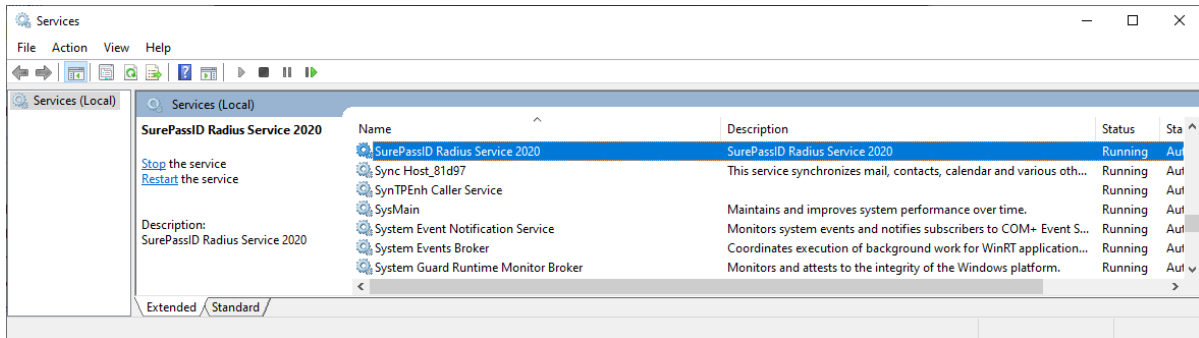 Services
File Action View Help
Services (Local)
Services (Local)
SurePassID Radius Service 2020
Stop the service
Restart the service
Description:
SurePassID Radius Service 2020
Name Description Status Sta
SurePassID Radius Service 2020 SurePassID Radius Service 2020 Running Aut
Sync Host_81d97 This service synchronizes mail, contacts, calendar and various oth... Running Aut
SynTPEnh Caller Service Running Aut
SysMain Maintains and improves system performance over time. Running Aut
System Event Notification Service Monitors system events and notifies subscribers to COM+ Event S... Running Aut
System Events Broker Coordinates execution of background work for WinRT application... Running Aut
System Guard Runtime Monitor Broker Monitors and attests to the integrity of the Windows platform. Running Aut
Extended Standard